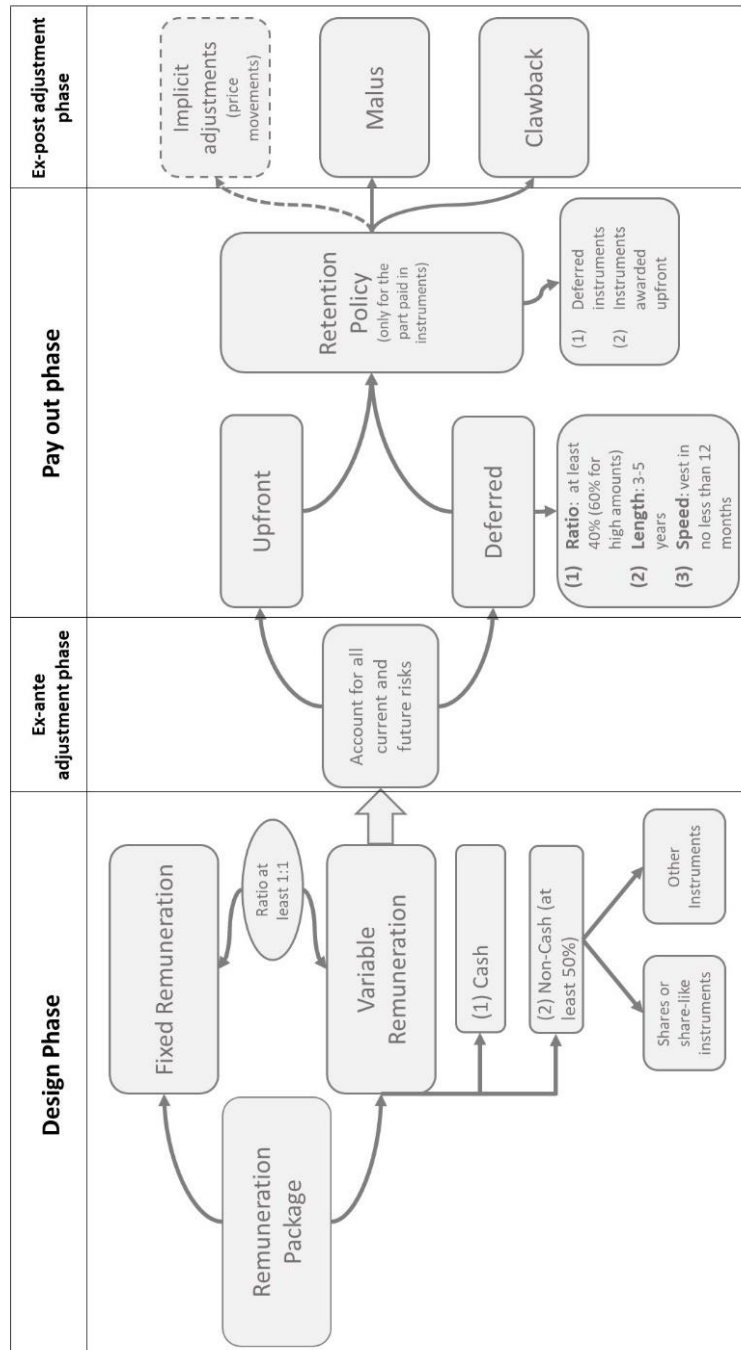 Design Phase
Ex-ante
adjustment phase
Pay out phase
Ex-post adjustment
phase
Remuneration
Package
Fixed Remuneration
Ratio at
least 1:1
Variable
Remuneration
(1) Cash
(2) Non-Cash (at
least 50%)
Shares or
share-like
instruments
Other
Instruments
Account for all
current and
future risks
Upfront
Deferred
(1) Ratio: at least
40% (60% for
high amounts)
(2) Length: 3-5
years
(3) Speed: vest in
no less than 12
months
Retention
Policy
(only for the
part paid in
instruments)
(1) Deferred
instruments
(2) Instruments
awarded
upfront
Implicit
adjustments
(price
movements)
Malus
Clawback